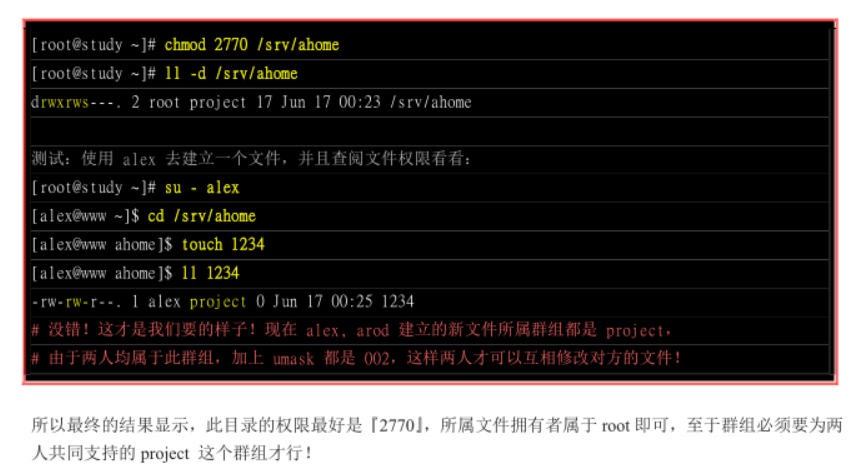 [root@study ~]# chmod 2770 /srv/ahome
[root@study ~]# ll -d /srv/ahome
drwxrws---. 2 root project 17 Jun 17 00:23 /srv/ahome
测试：使用 alex 去建立一个文件，并且查阅文件权限看看：
[root@study ~]# su - alex
[alex@www ~]$ cd /srv/ahome
[alex@www ahome]$ touch 1234
[alex@www ahome]$ ll 1234
-rw-rw-r--. 1 alex project 0 Jun 17 00:25 1234
# 没错！这才是我们要的样子！现在 alex, arod 建立的新文件所属群组都是 project，
# 由于两人均属于此群组，加上 umask 都是 002，这样两人才可以互相修改对方的文件！
所以最终的结果显示，此目录的权限最好是『2770』，所属文件拥有者属于 root 即可，至于群组必须要为两
人共同支持的 project 这个群组才行！